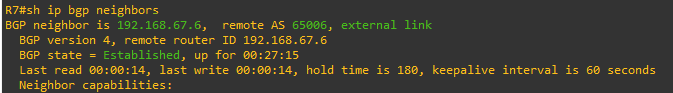 R7#sh ip bgp neighbors
BGP neighbor is 192.168.67.6,  remote AS 65006, external link
  BGP version 4, remote router ID 192.168.67.6
  BGP state = Established, up for 00:27:15
  Last read 00:00:14, last write 00:00:14, hold time is 180, keepalive interval is 60 seconds
  Neighbor capabilities: